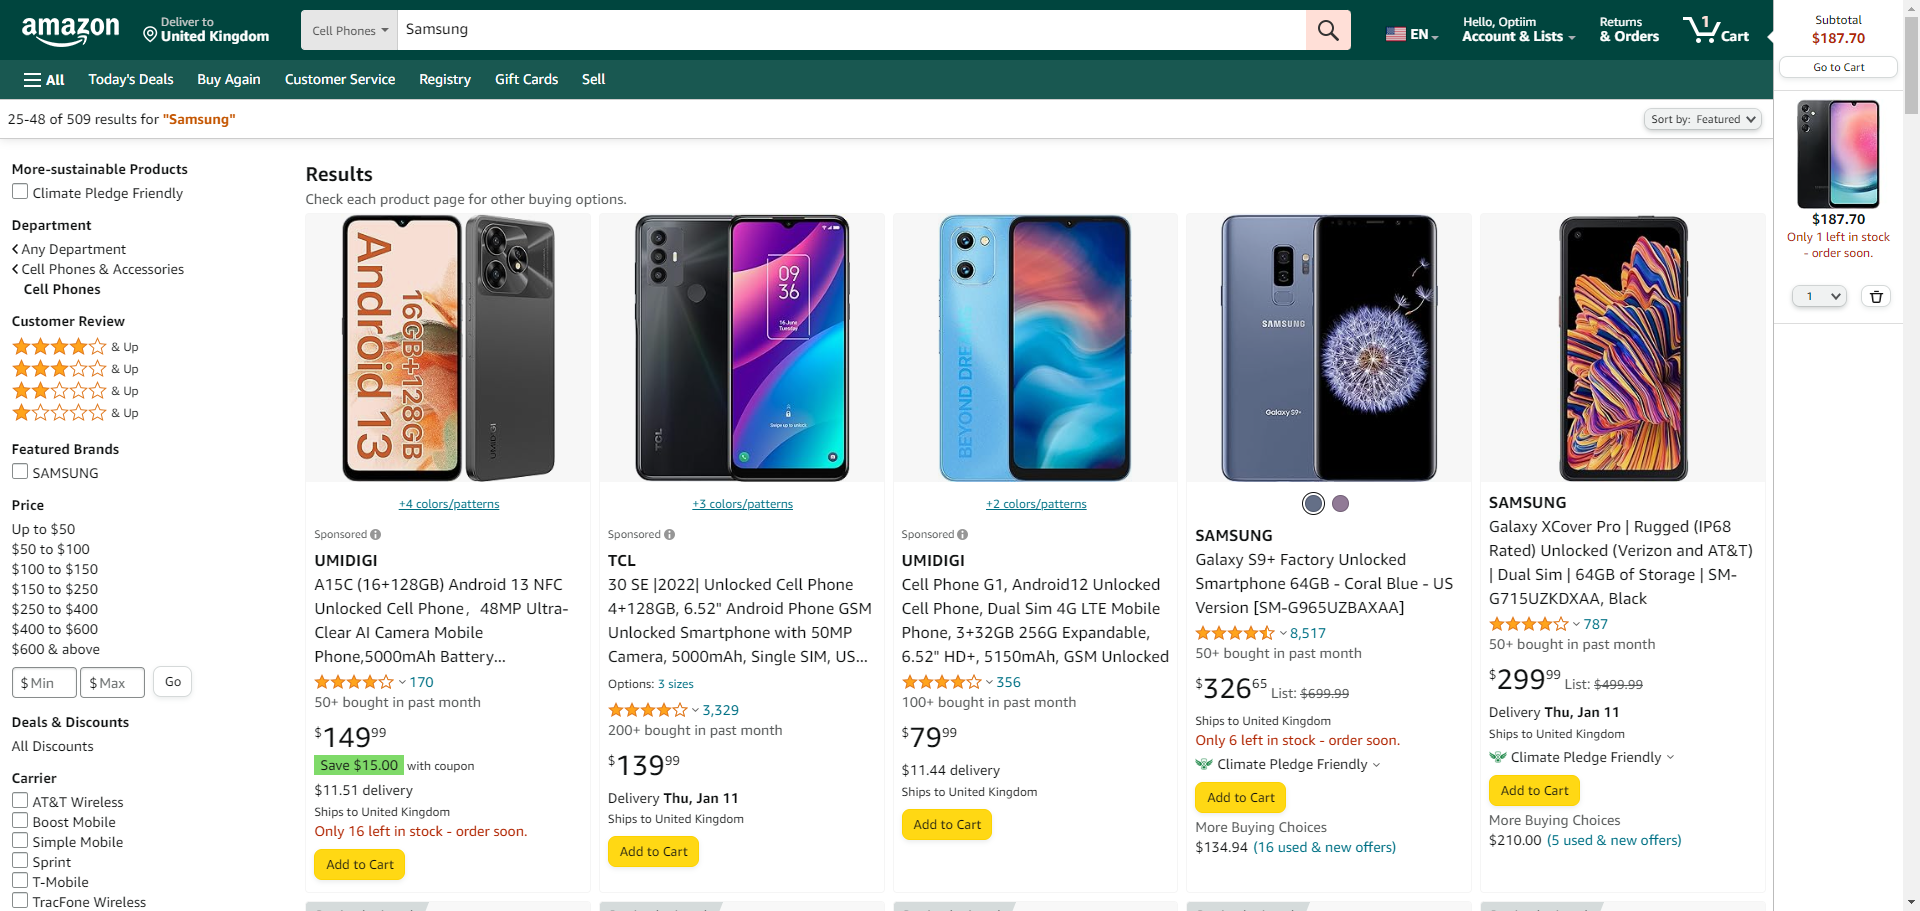 amazon
Deliver to
United Kingdom
Cell Phones
Samsung
EN
Hello, Optiim
Account & Lists
Returns
& Orders
1
Cart
Subtotal
$187.70
Go to Cart
All
Today's Deals
Buy Again
Customer Service
Registry
Gift Cards
Sell
25-48 of 509 results for "Samsung"
Sort by: Featured
$187.70
Only 1 left in stock
- order soon.
1
More-sustainable Products
Climate Pledge Friendly
Department
Any Department
Cell Phones & Accessories
Cell Phones
Customer Review
& Up
& Up
& Up
& Up
Featured Brands
SAMSUNG
Price
Up to $50
$50 to $100
$100 to $150
$150 to $250
$250 to $400
$400 to $600
$600 & above
$ Min
$ Max
Go
Deals & Discounts
All Discounts
Carrier
AT&T Wireless
Boost Mobile
Simple Mobile
Sprint
T-Mobile
TracFone Wireless
Results
Check each product page for other buying options.
Android 13
16GB+128GB
UMIDIGI
+4 colors/patterns
Sponsored
UMIDIGI
A15C (16+128GB) Android 13 NFC
Unlocked Cell Phone，48MP Ultra-
Clear AI Camera Mobile
Phone,5000mAh Battery...
170
50+ bought in past month
$149.99
Save $15.00 with coupon
$11.51 delivery
Ships to United Kingdom
Only 16 left in stock - order soon.
Add to Cart
TCL
09
36
16 June
Tuesday
Swipe up to unlock
+3 colors/patterns
Sponsored
TCL
30 SE |2022| Unlocked Cell Phone
4+128GB, 6.52" Android Phone GSM
Unlocked Smartphone with 50MP
Camera, 5000mAh, Single SIM, US...
Options: 3 sizes
3,329
200+ bought in past month
$139.99
Delivery Thu, Jan 11
Ships to United Kingdom
Add to Cart
BEYOND DREAMS
+2 colors/patterns
Sponsored
UMIDIGI
Cell Phone G1, Android12 Unlocked
Cell Phone, Dual Sim 4G LTE Mobile
Phone, 3+32GB 256G Expandable,
6.52" HD+, 5150mAh, GSM Unlocked
356
100+ bought in past month
$79.99
$11.44 delivery
Ships to United Kingdom
Add to Cart
SAMSUNG
Galaxy S9+
SAMSUNG
Galaxy S9+ Factory Unlocked
Smartphone 64GB - Coral Blue - US
Version [SM-G965UZBAXAA]
8,517
50+ bought in past month
$326.65 List: $699.99
Ships to United Kingdom
Only 6 left in stock - order soon.
Climate Pledge Friendly
Add to Cart
More Buying Choices
$134.94 (16 used & new offers)
SAMSUNG
Galaxy XCover Pro | Rugged (IP68
Rated) Unlocked (Verizon and AT&T)
| Dual Sim | 64GB of Storage | SM-
G715UZKDXAA, Black
787
50+ bought in past month
$299.99 List: $499.99
Delivery Thu, Jan 11
Ships to United Kingdom
Climate Pledge Friendly
Add to Cart
More Buying Choices
$210.00 (5 used & new offers)